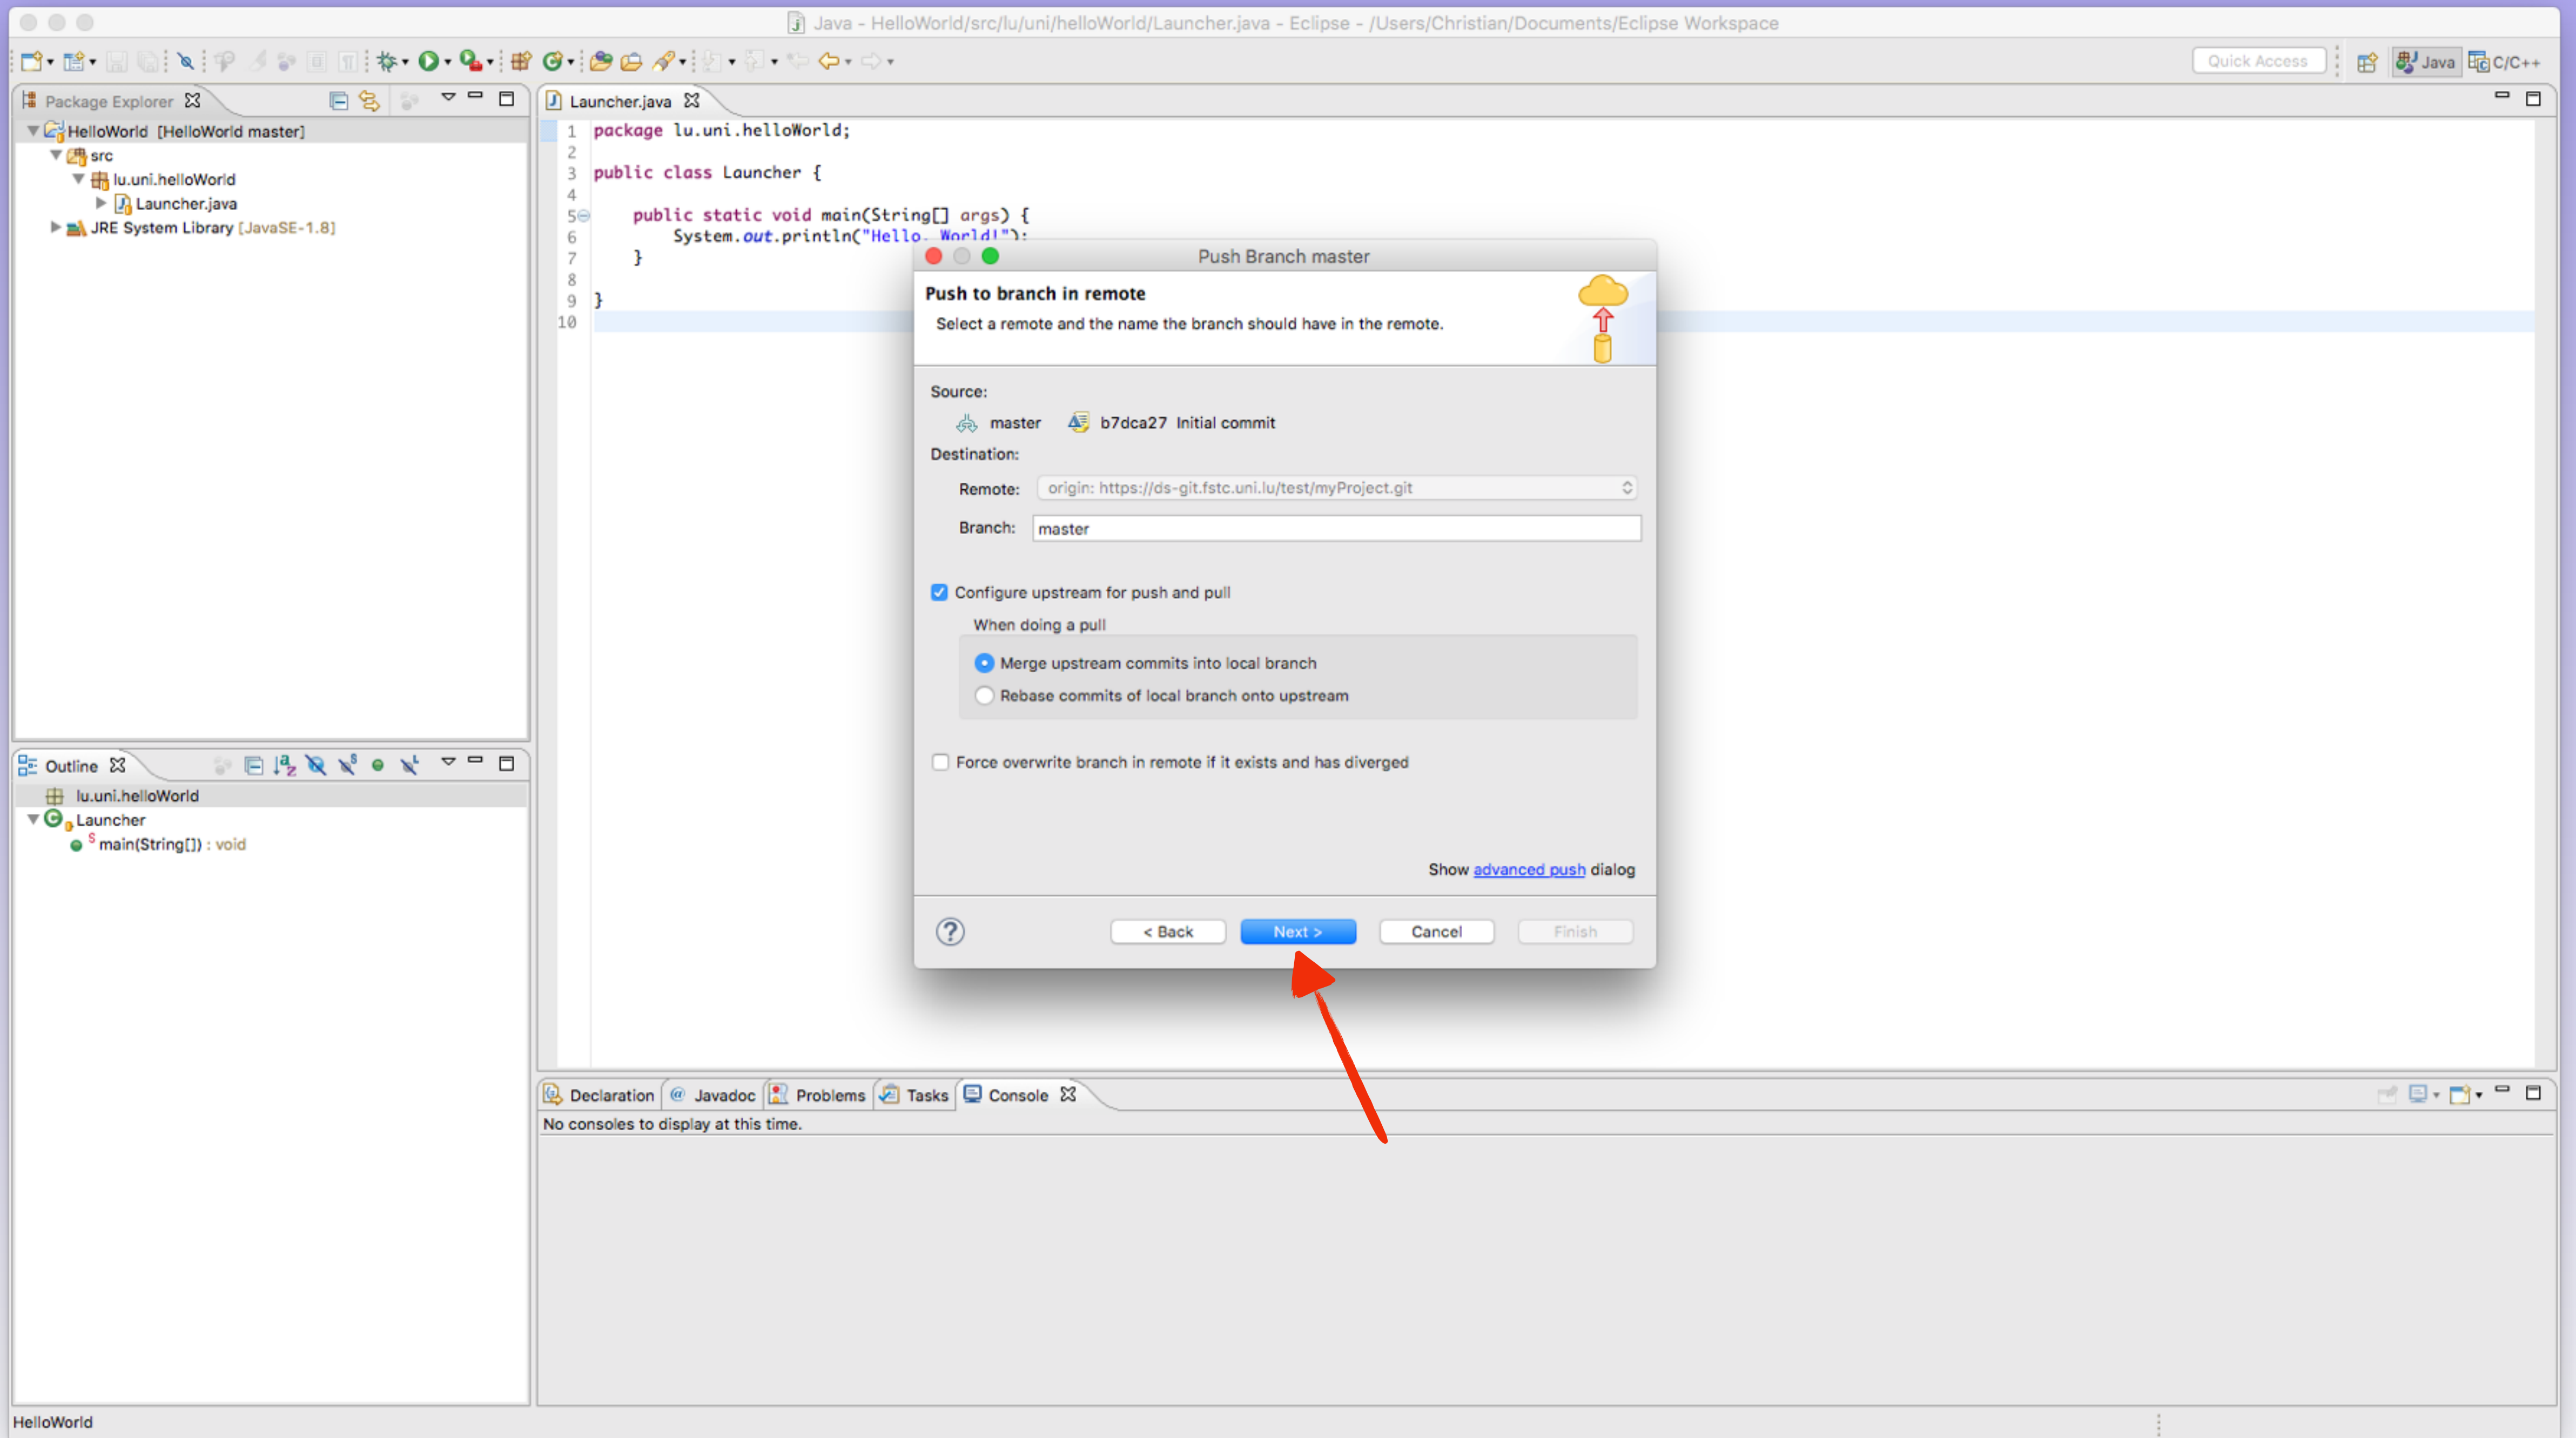 Java - HelloWorld/src/lu/uni/helloWorld/Launcher.java - Eclipse - /Users/Christian/Documents/Eclipse Workspace
Quick Access
Java
C/C++
Package Explorer
HelloWorld [HelloWorld master]
src
lu.uni.helloWorld
Launcher.java
JRE System Library [JavaSE-1.8]
Launcher.java
1 package lu.uni.helloWorld;
2
3 public class Launcher {
4
5 public static void main(String[] args) {
6 System.out.println("Hello, World!");
7 }
8
9 }
10
Push Branch master
Push to branch in remote
Select a remote and the name the branch should have in the remote.
Source:
master b7dca27 Initial commit
Destination:
Remote: origin: https://ds-git.fstc.uni.lu/test/myProject.git
Branch: master
Configure upstream for push and pull
When doing a pull
Merge upstream commits into local branch
Rebase commits of local branch onto upstream
Force overwrite branch in remote if it exists and has diverged
Show advanced push dialog
? < Back Next > Cancel Finish
Outline
lu.uni.helloWorld
Launcher
main(String[]) : void
Declaration @ Javadoc Problems Tasks Console
No consoles to display at this time.
HelloWorld